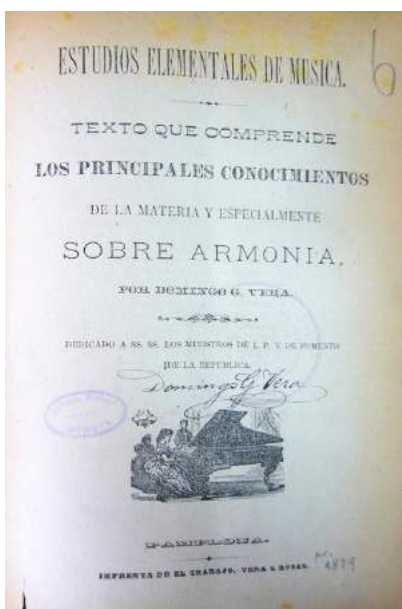 6
ESTUDIOS ELEMENTALES DE MUSICA.
TEXTO QUE COMPRENDE
LOS PRINCIPALES CONOCIMIENTOS
DE LA MATERIA Y ESPECIALMENTE
SOBRE ARMONIA,
POR DOMINGO G. VERA.
DEDICADO A SS. SS. LOS MINISTROS DE I. P. Y DE FOMENTO
DE LA REPUBLICA.
Domingo G. Vera
PAMPLONA.
IMPRENTA DE EL TRABAJO, VERA &